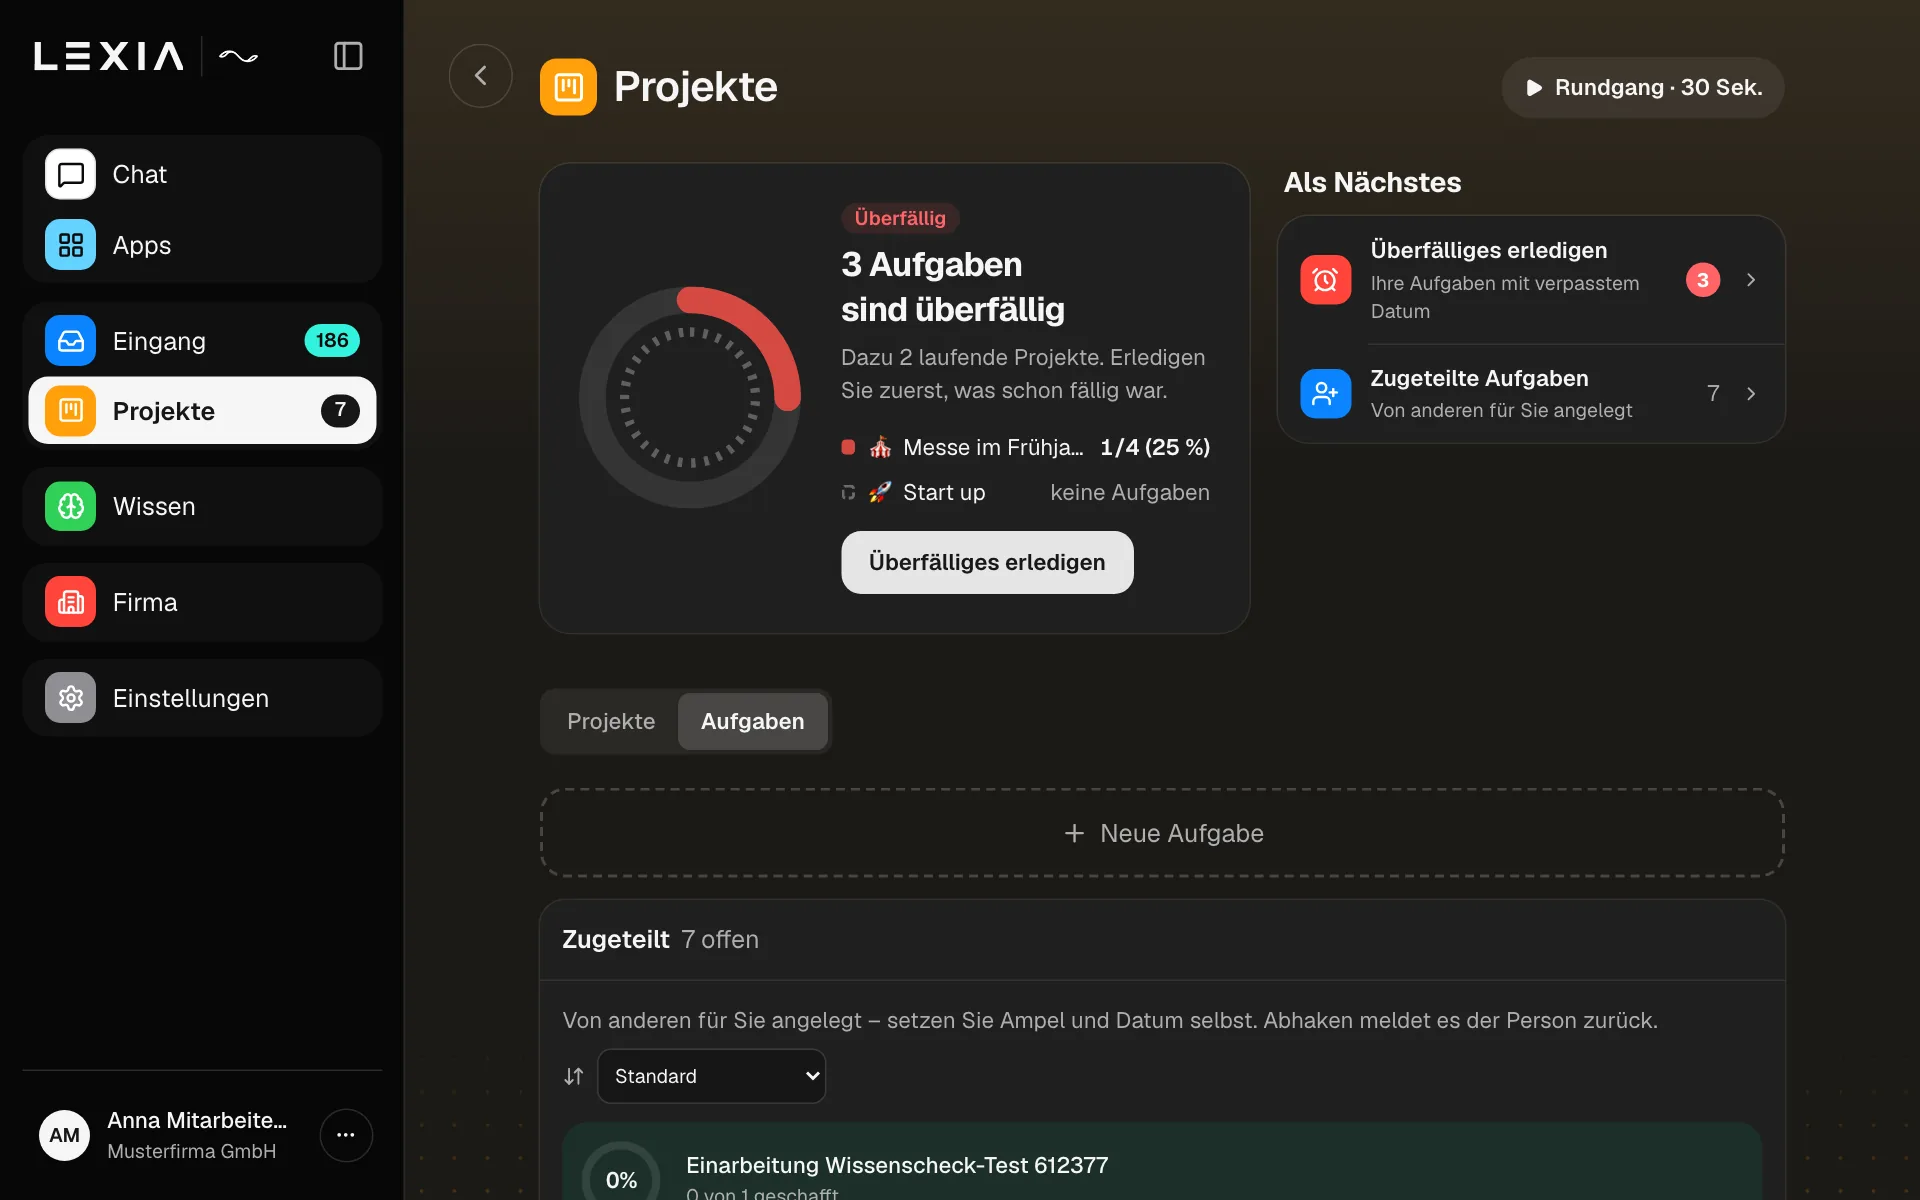 LEXIA
Chat
Apps
Eingang 186
Projekte 7
Wissen
Firma
Einstellungen
AM
Anna Mitarbeite...
Musterfirma GmbH
Projekte
Rundgang · 30 Sek.
Überfällig
3 Aufgaben
sind überfällig
Dazu 2 laufende Projekte. Erledigen
Sie zuerst, was schon fällig war.
Messe im Frühja... 1/4 (25 %)
Start up keine Aufgaben
Überfälliges erledigen
Als Nächstes
Überfälliges erledigen
Ihre Aufgaben mit verpasstem
Datum
3
Zugeteilte Aufgaben
Von anderen für Sie angelegt
7
Projekte Aufgaben
+ Neue Aufgabe
Zugeteilt 7 offen
Von anderen für Sie angelegt – setzen Sie Ampel und Datum selbst. Abhaken meldet es der Person zurück.
Standard
0%
Einarbeitung Wissenscheck-Test 612377
0 von 1 geschafft